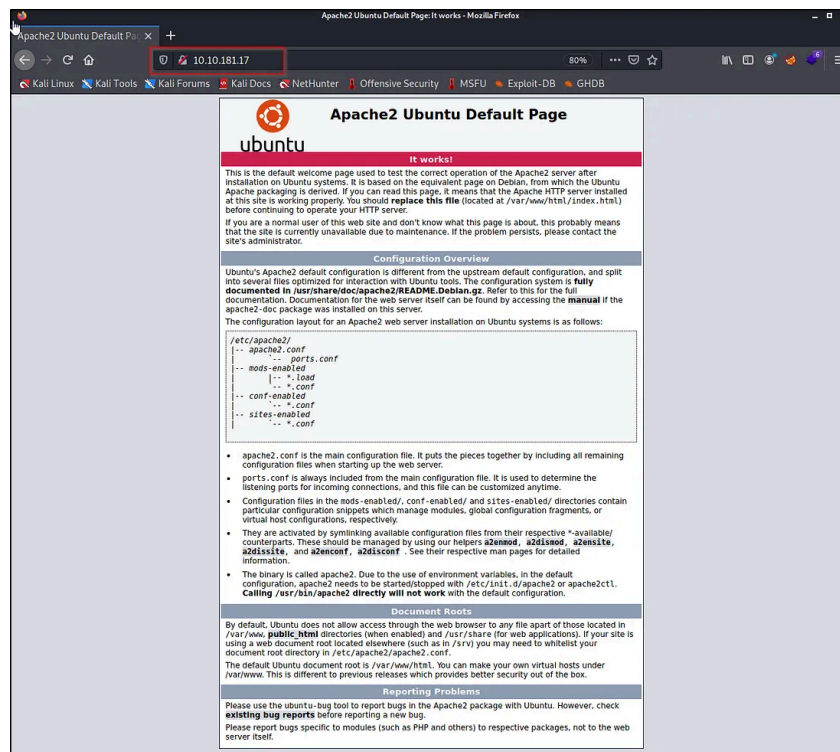 Apache2 Ubuntu Default Page: It works - Mozilla Firefox
Apache2 Ubuntu Default Pa
10.10.181.17
80%
6
Kali Linux Kali Tools Kali Forums Kali Docs NetHunter Offensive Security MSFU Exploit-DB GHDB
ubuntu
Apache2 Ubuntu Default Page
It works!
This is the default welcome page used to test the correct operation of the Apache2 server after
installation on Ubuntu systems. It is based on the equivalent page on Debian, from which the Ubuntu
Apache packaging is derived. If you can read this page, it means that the Apache HTTP server installed
at this site is working properly. You should replace this file (located at /var/www/html/index.html)
before continuing to operate your HTTP server.
If you are a normal user of this web site and don't know what this page is about, this probably means
that the site is currently unavailable due to maintenance. If the problem persists, please contact the
site's administrator.
Configuration Overview
Ubuntu's Apache2 default configuration is different from the upstream default configuration, and split
into several files optimized for interaction with Ubuntu tools. The configuration system is fully
documented in /usr/share/doc/apache2/README.Debian.gz. Refer to this for the full
documentation. Documentation for the web server itself can be found by accessing the manual if the
apache2-doc package was installed on this server.
The configuration layout for an Apache2 web server installation on Ubuntu systems is as follows:
/etc/apache2/
|-- apache2.conf
|       `--  ports.conf
|-- mods-enabled
|       |-- *.load
|       `-- *.conf
|-- conf-enabled
|       `-- *.conf
|-- sites-enabled
|       `-- *.conf
• apache2.conf is the main configuration file. It puts the pieces together by including all remaining
configuration files when starting up the web server.
• ports.conf is always included from the main configuration file. It is used to determine the
listening ports for incoming connections, and this file can be customized anytime.
• Configuration files in the mods-enabled/, conf-enabled/ and sites-enabled/ directories contain
particular configuration snippets which manage modules, global configuration fragments, or
virtual host configurations, respectively.
• They are activated by symlinking available configuration files from their respective *-available/
counterparts. These should be managed by using our helpers a2enmod, a2dismod, a2ensite,
a2dissite, and a2enconf, a2disconf . See their respective man pages for detailed
information.
• The binary is called apache2. Due to the use of environment variables, in the default
configuration, apache2 needs to be started/stopped with /etc/init.d/apache2 or apache2ctl.
Calling /usr/bin/apache2 directly will not work with the default configuration.
Document Roots
By default, Ubuntu does not allow access through the web browser to any file apart of those located in
/var/www, public_html directories (when enabled) and /usr/share (for web applications). If your site is
using a web document root located elsewhere (such as in /srv) you may need to whitelist your
document root directory in /etc/apache2/apache2.conf.
The default Ubuntu document root is /var/www/html. You can make your own virtual hosts under
/var/www. This is different to previous releases which provides better security out of the box.
Reporting Problems
Please use the ubuntu-bug tool to report bugs in the Apache2 package with Ubuntu. However, check
existing bug reports before reporting a new bug.
Please report bugs specific to modules (such as PHP and others) to respective packages, not to the web
server itself.